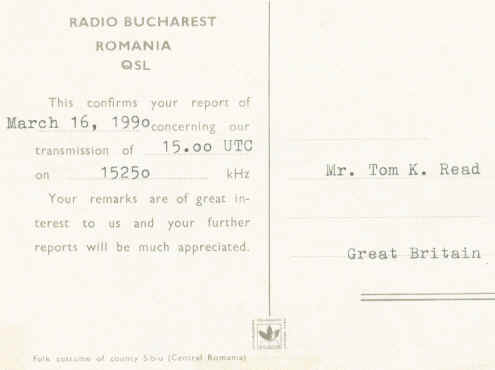 RADIO BUCHAREST
ROMANIA
QSL
This confirms your report of
March 16, 1990 concerning our
transmission of 15.00 UTC
on 15250 kHz
Your remarks are of great in-
terest to us and your further
reports will be much appreciated.
Mr. Tom K. Read
Great Britain
Folk costume of county Sibiu (Central Romania)